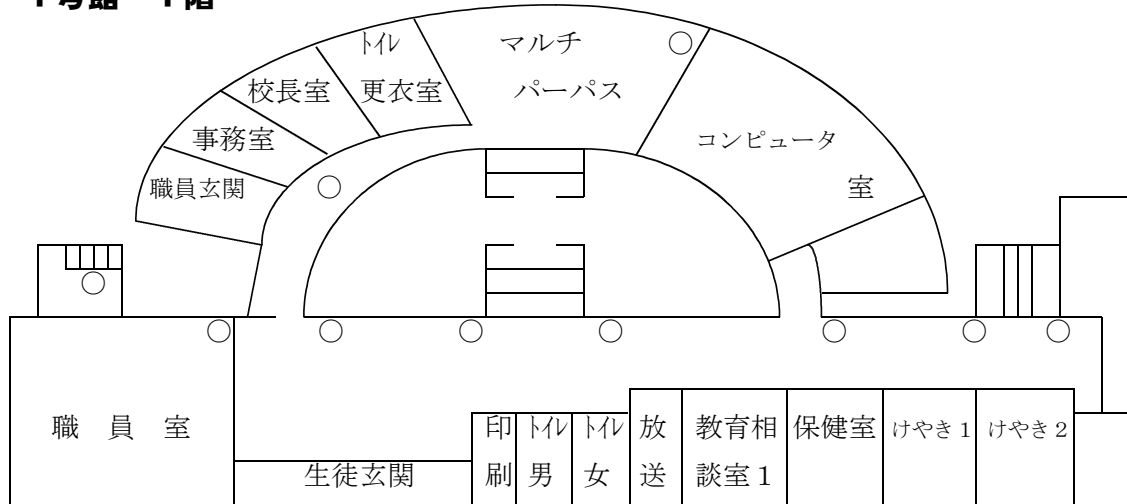 １号館　１階
ﾄｲﾚ
更衣室
マルチ
パーパス
校長室
事務室
職員玄関
コンピュータ
室
職員室
生徒玄関
印
刷
ﾄｲﾚ
男
ﾄｲﾚ
女
放
送
教育相
談室１
保健室
けやき１
けやき２